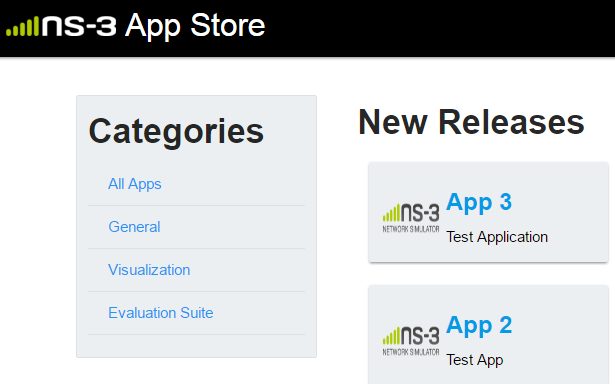 NS-3 App Store
Categories
All Apps
General
Visualization
Evaluation Suite
New Releases
NS-3
NETWORK SIMULATOR
App 3
Test Application
NS-3
NETWORK SIMULATOR
App 2
Test App